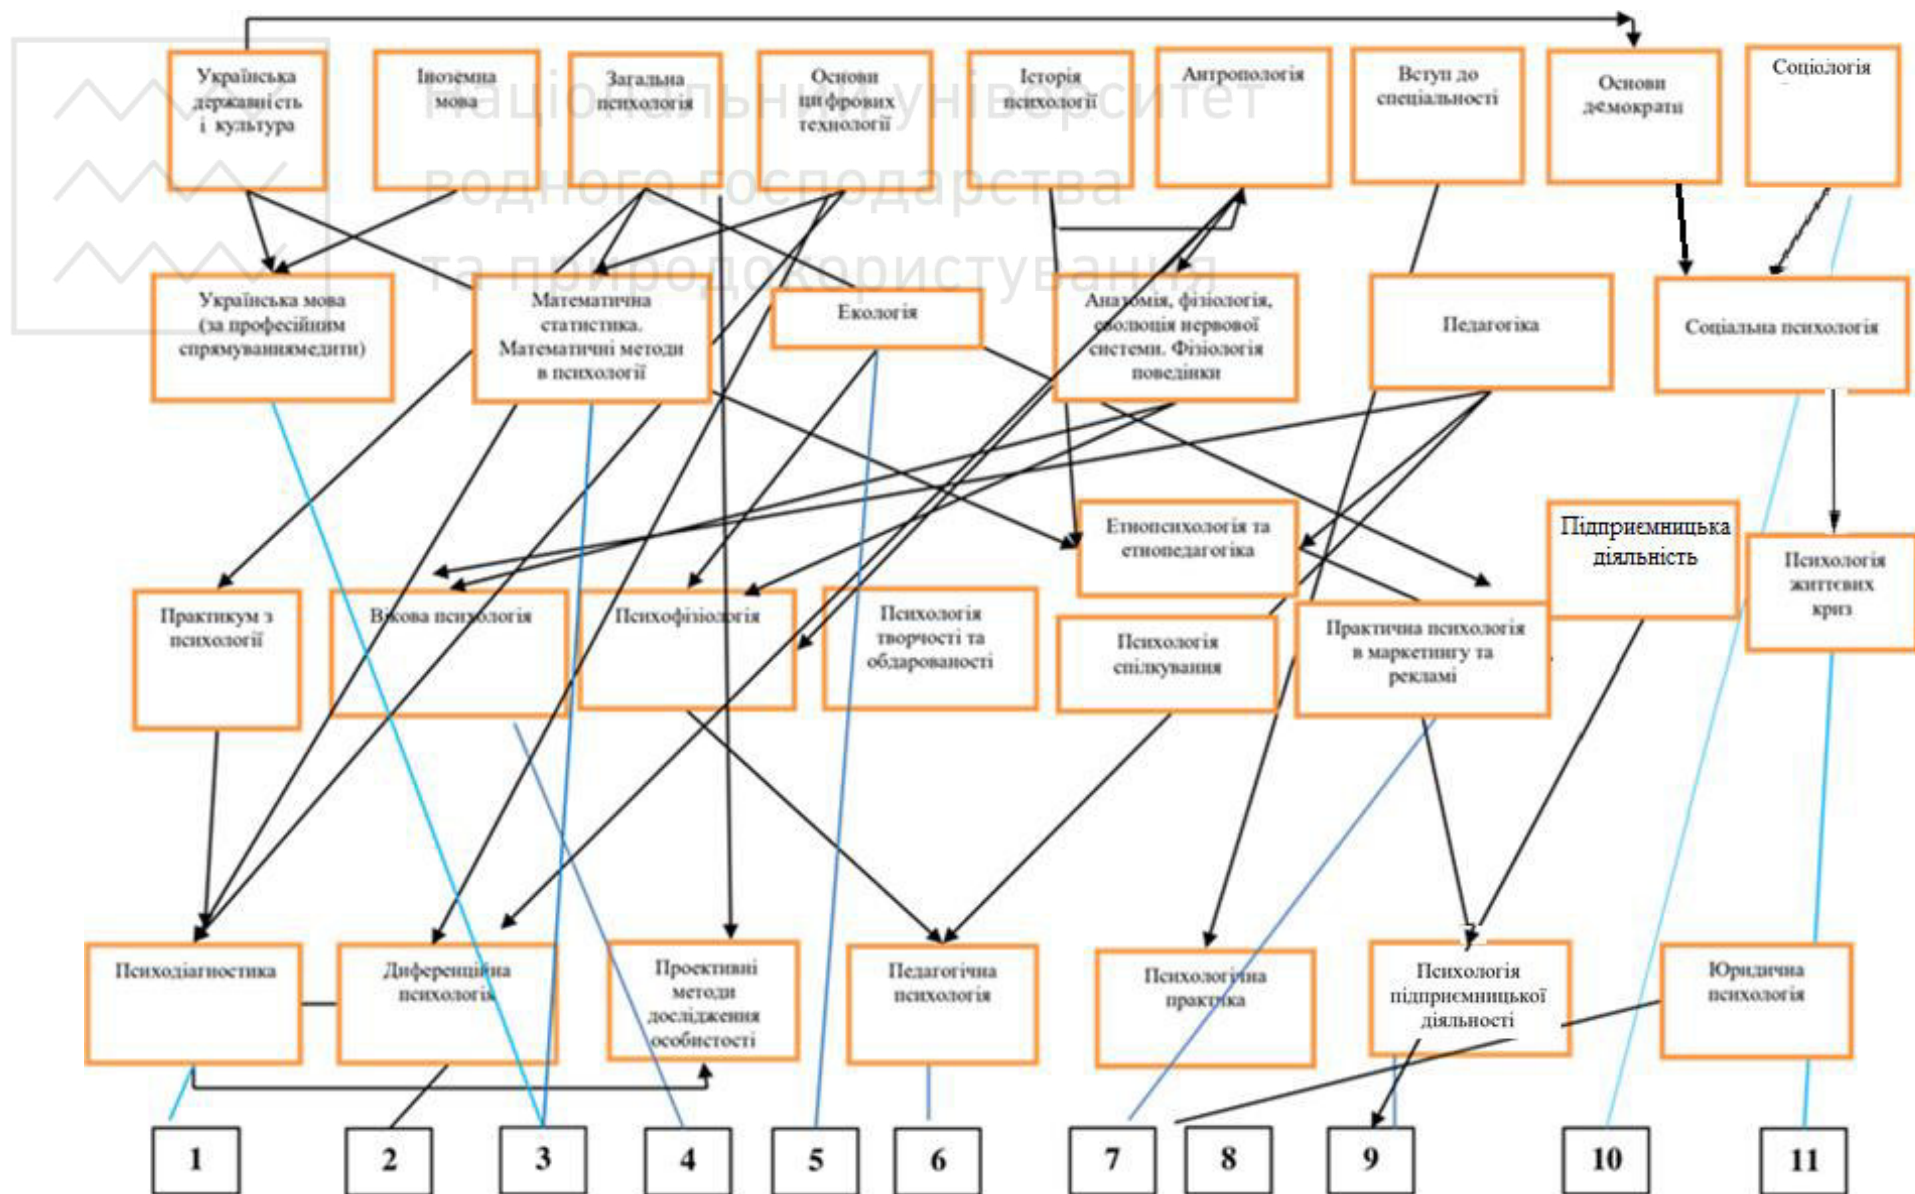 Національний університет
водного господарства
та природокористування
Українська
державність
і культура
Іноземна
мова
Загальна
психологія
Основи
цифрових
технології
Історія
психології
Антропологія
Вступ до
спеціальності
Основи
демократії
Соціологія
Українська мова
(за професійним
спрямуваннямедити)
Математична
статистика.
Математичні методи
в психології
Екологія
Анатомія, фізіологія,
еволюція нервової
системи. Фізіологія
поведінки
Педагогіка
Соціальна психологія
Практикум з
психології
Вікова психологія
Психофізіологія
Психологія
творчості та
обдарованості
Етнопсихологія та
етнопедагогіка
Психологія
спілкування
Практична психологія
в маркетингу та
рекламі
Підприємницька
діяльність
Психологія
життєвих
криз
Психодіагностика
Диференційна
психологія
Проективні
методи
дослідження
особистості
Педагогічна
психологія
Психологічна
практика
Психологія
підприємницької
діяльності
Юридична
психологія
1
2
3
4
5
6
7
8
9
10
11